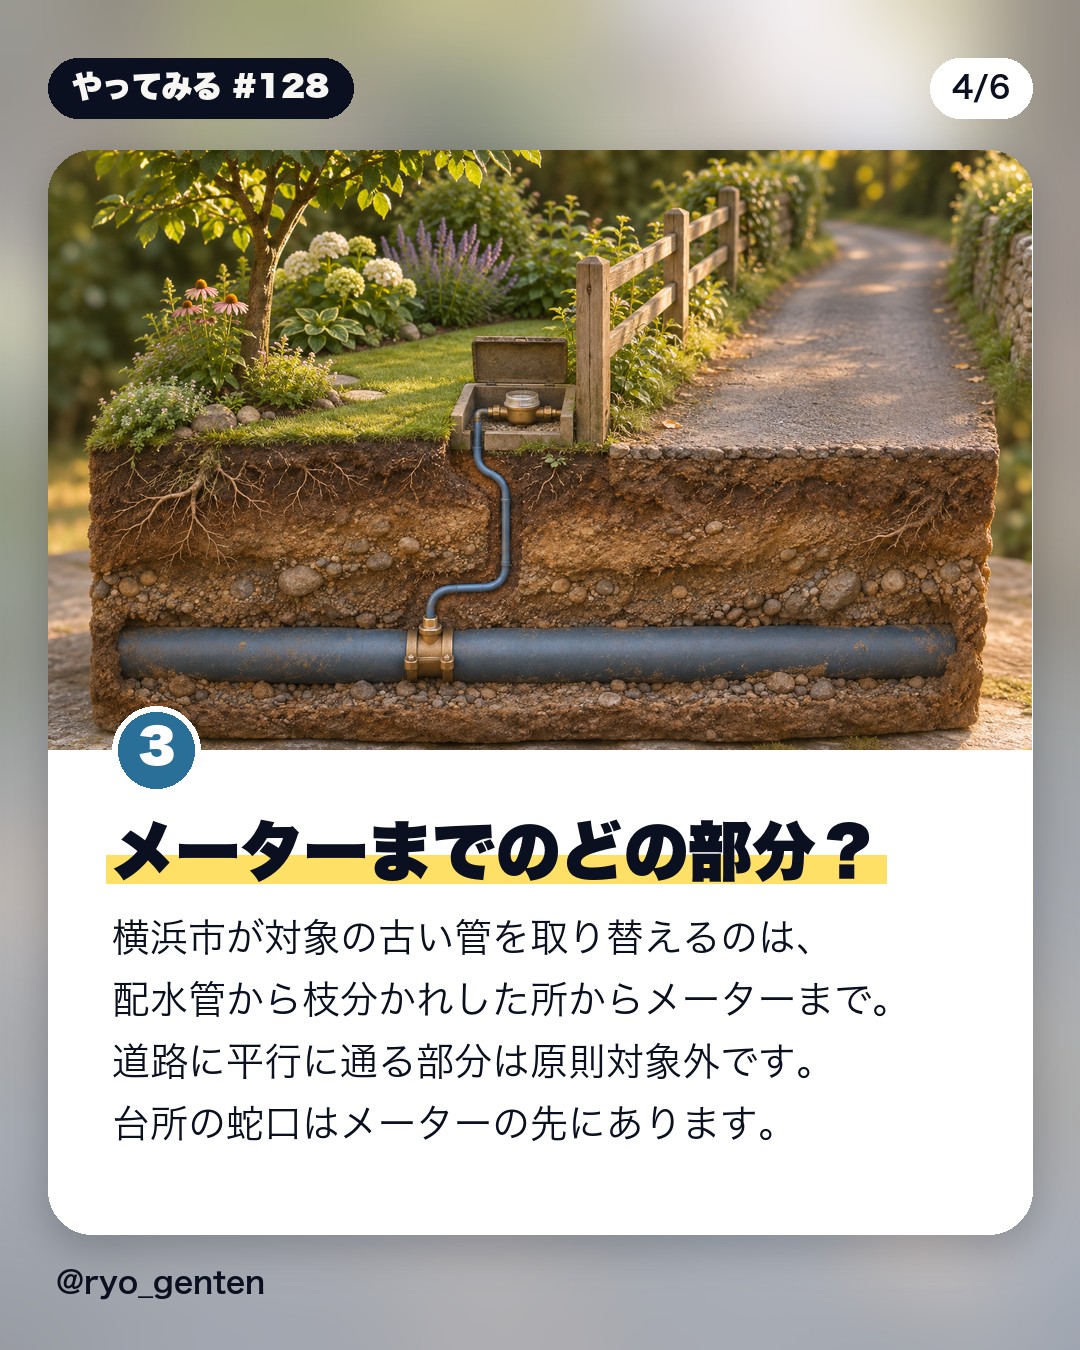 やってみる #128
4/6
3
メーターまでのどの部分？
横浜市が対象の古い管を取り替えるのは、
配水管から枝分かれした所からメーターまで。
道路に平行に通る部分は原則対象外です。
台所の蛇口はメーターの先にあります。
@ryo_genten